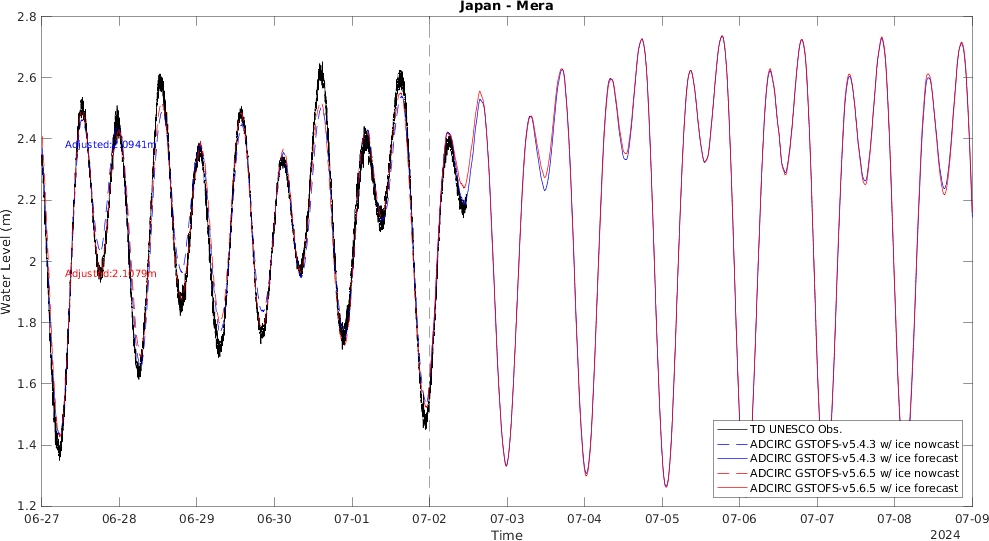 Japan - Mera
2.8
2.6
2.4
2.2
2
1.8
1.6
1.4
1.2
Water Level (m)
Adjusted:2.0941m
Adjusted:2.1079m
TD UNESCO Obs.
ADCIRC GSTOFS-v5.4.3 w/ ice nowcast
ADCIRC GSTOFS-v5.4.3 w/ ice forecast
ADCIRC GSTOFS-v5.6.5 w/ ice nowcast
ADCIRC GSTOFS-v5.6.5 w/ ice forecast
06-27 06-28 06-29 06-30 07-01 07-02 07-03 07-04 07-05 07-06 07-07 07-08 07-09
Time
2024